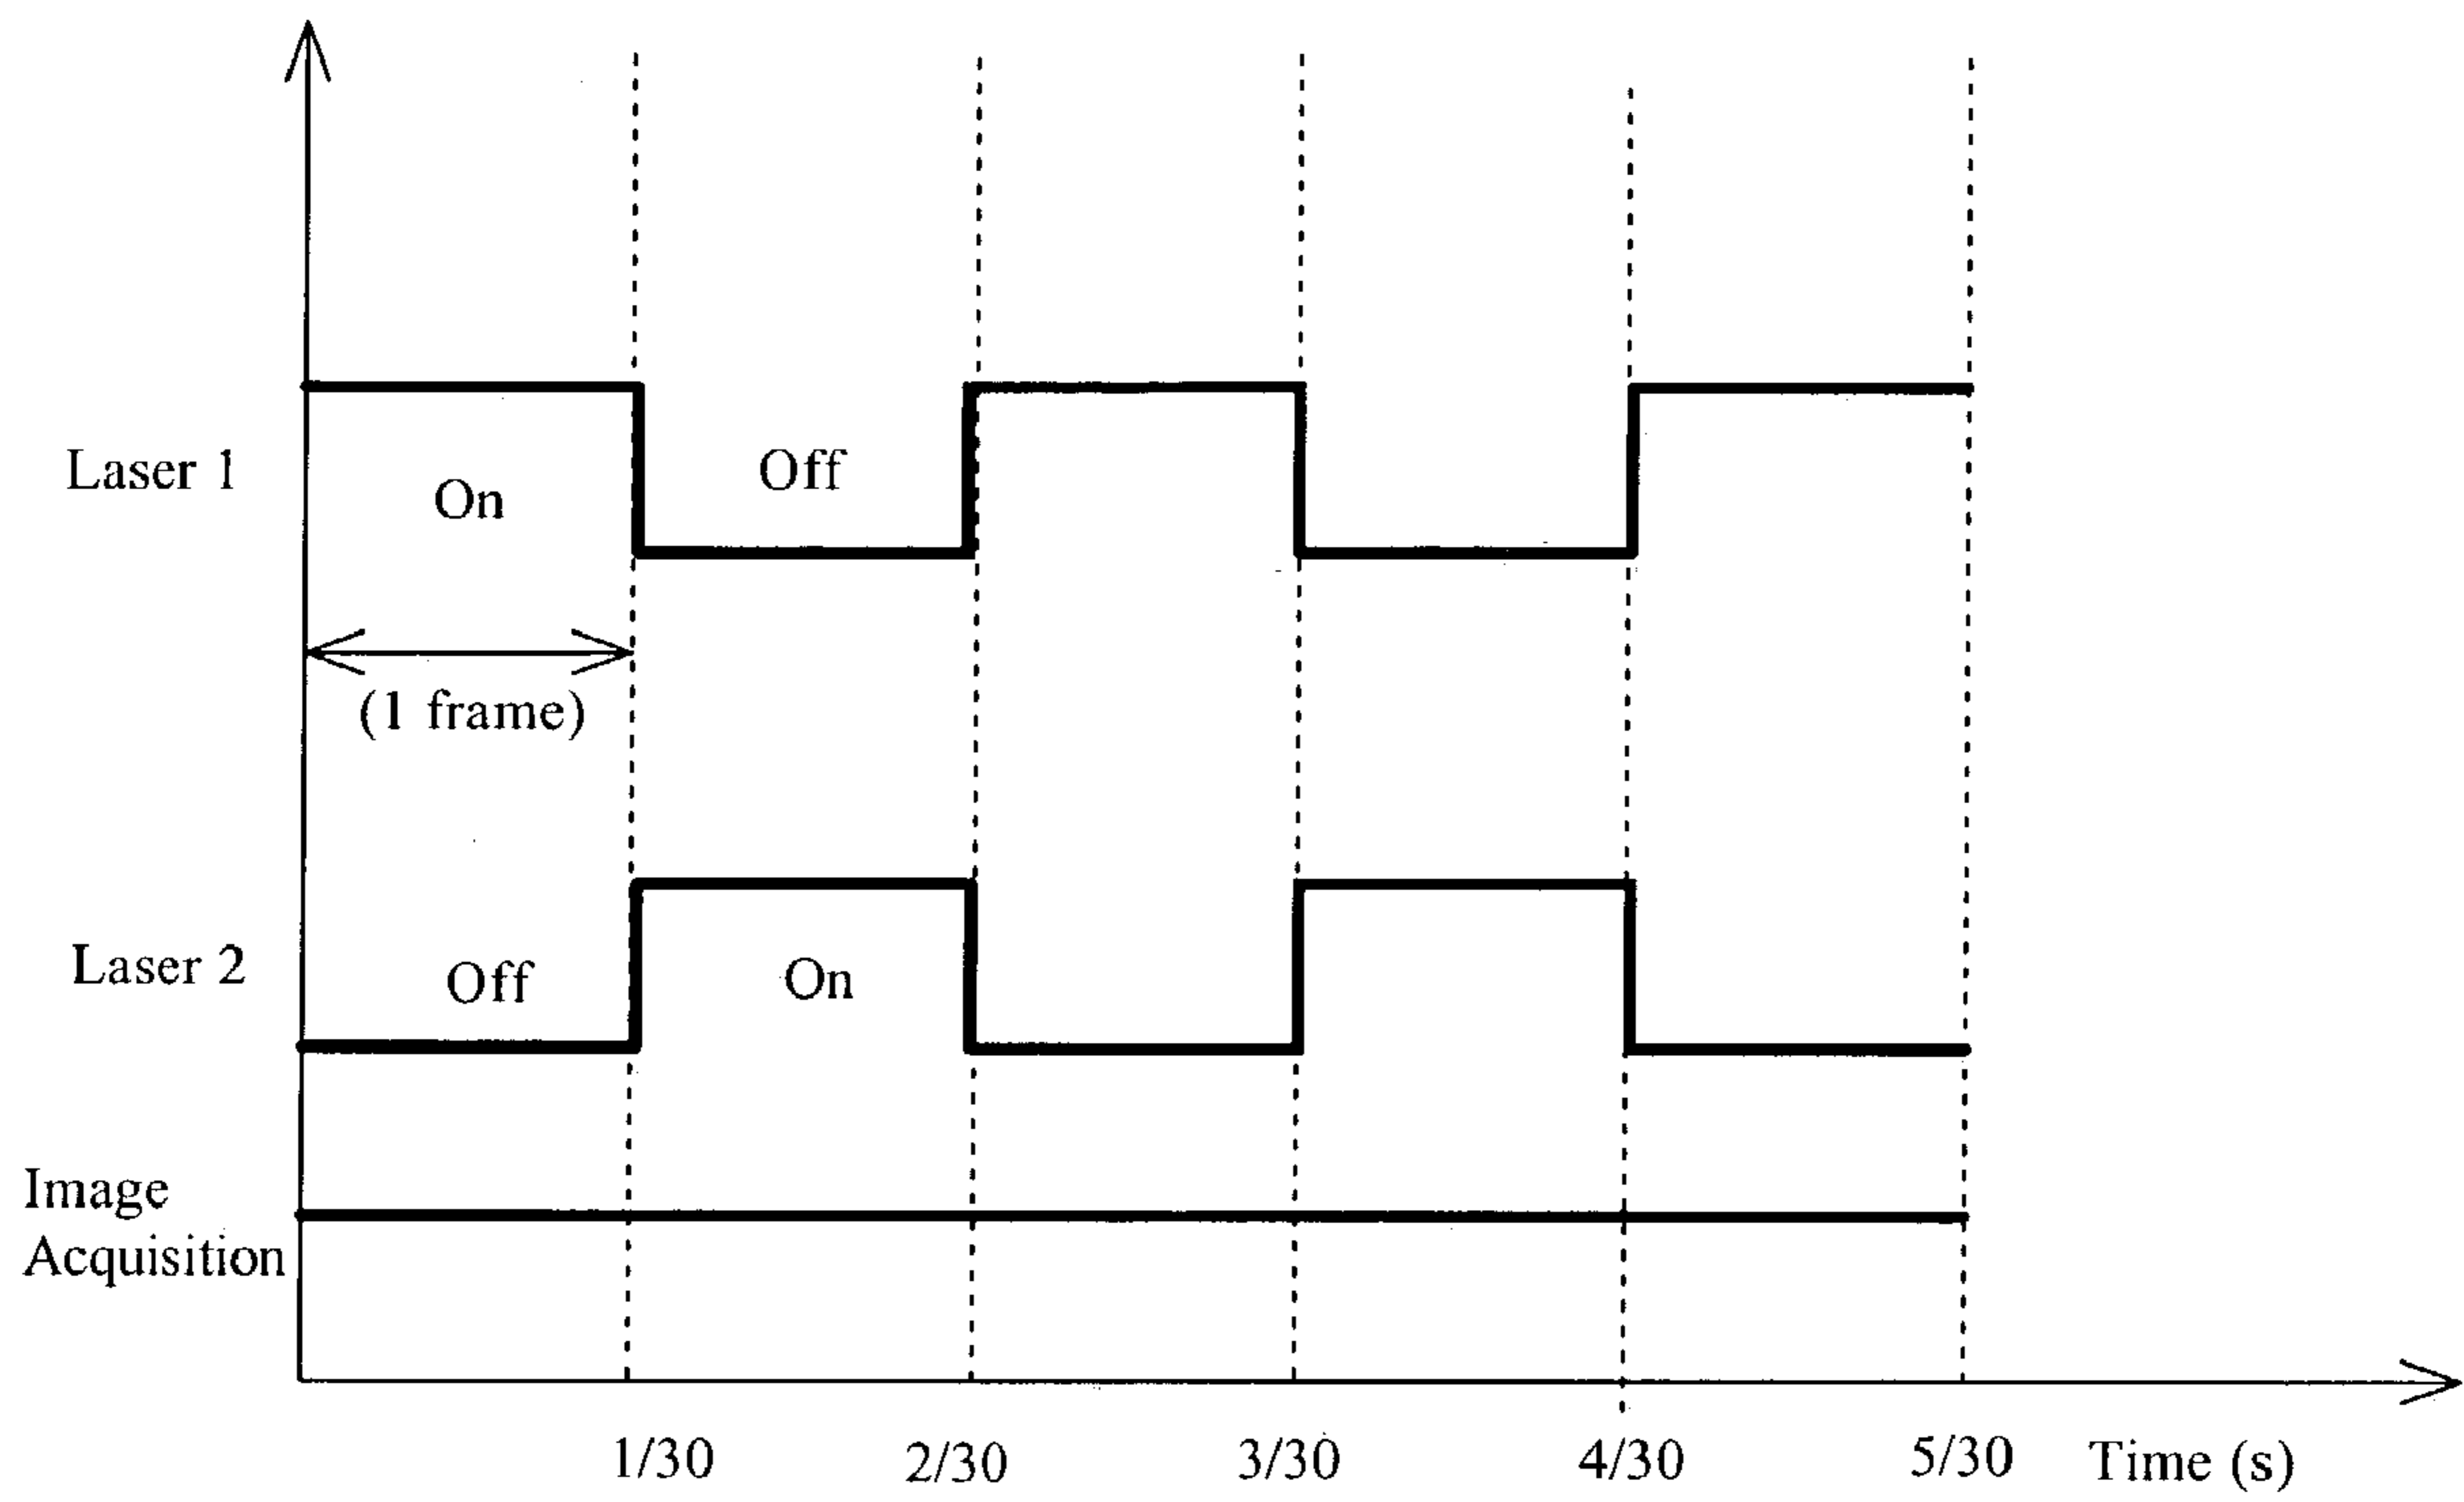 Laser 1
On
Off
(1 frame)
Laser 2
Off
On
Image
Acquisition
1/30
2/30
3/30
4/30
5/30
Time (s)